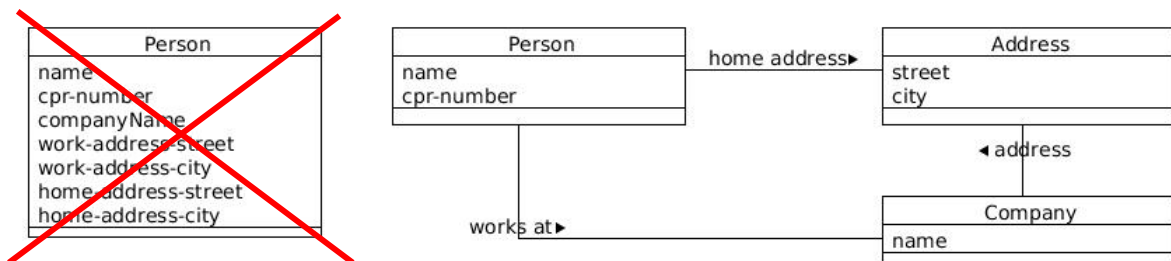 Person
name
cpr-number
companyName
work-address-street
work-address-city
home-address-street
home-address-city
Person
name
cpr-number
home address▶
Address
street
city
◀ address
works at▶
Company
name